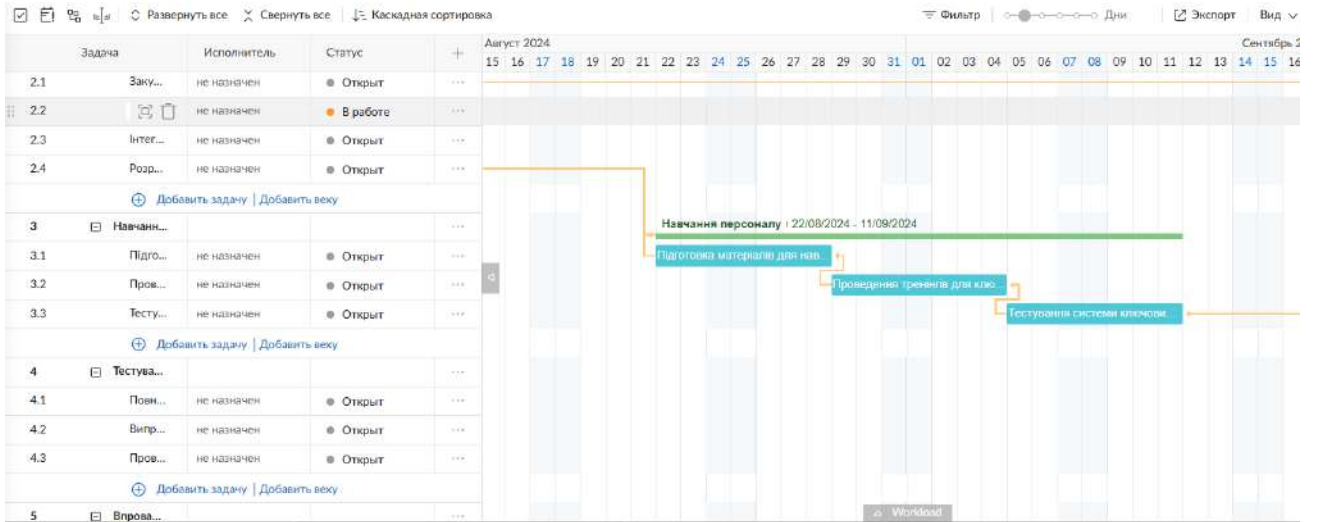 Развернуть все Свернуть все Каскадная сортировка Фильтр Дни Экспорт Вид
Задача Исполнитель Статус Август 2024 Сентябрь 2
15 16 17 18 19 20 21 22 23 24 25 26 27 28 29 30 31 01 02 03 04 05 06 07 08 09 10 11 12 13 14 15 16
2.1 Заку... не назначен Открыт
2.2 не назначен В работе
2.3 Інтег... не назначен Открыт
2.4 Розр... не назначен Открыт
Добавить задачу | Добавить веху
3 Навчанн... Навчання персоналу : 22/08/2024 - 11/09/2024
3.1 Підго... не назначен Открыт Підготовка матеріалів для нав...
3.2 Пров... не назначен Открыт Проведення тренінгів для клю...
3.3 Тесту... не назначен Открыт Тестування системи ключови...
Добавить задачу | Добавить веху
4 Тестува...
4.1 Повн... не назначен Открыт
4.2 Випр... не назначен Открыт
4.3 Пров... не назначен Открыт
Добавить задачу | Добавить веху
5 Впрова... Workload